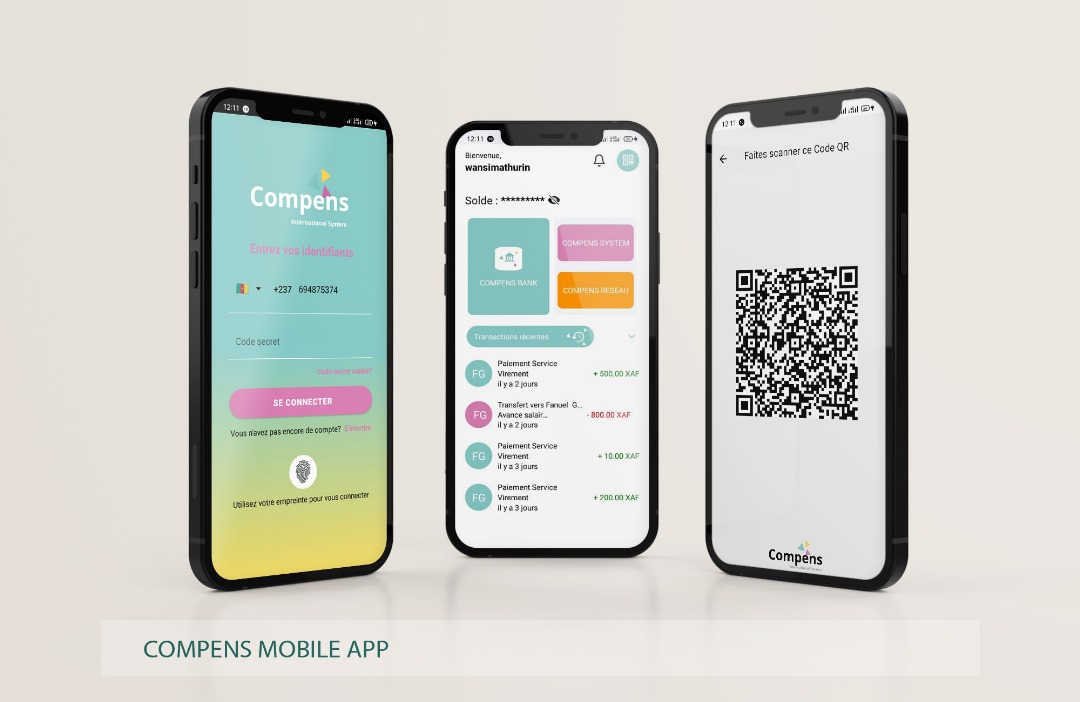 12:11
Compens
International System
Entrez vos identifiants
+237 694875374
Code secret
Code secret oublié?
SE CONNECTER
Vous n'avez pas encore de compte? S'inscrire
Utilisez votre empreinte pour vous connecter
12:11
Bienvenue,
wansimathurin
Solde : *********
COMPENS BANK
COMPENS SYSTEM
COMPENS RESEAU
Transactions récentes
FG
Paiement Service
Virement
il y a 2 jours
+ 500.00 XAF
FG
Transfert vers Fanuel G...
Avance salair...
il y a 2 jours
- 800.00 XAF
FG
Paiement Service
Virement
il y a 3 jours
+ 10.00 XAF
FG
Paiement Service
Virement
il y a 3 jours
+ 200.00 XAF
12:11
Faites scanner ce Code QR
Compens
COMPENS MOBILE APP